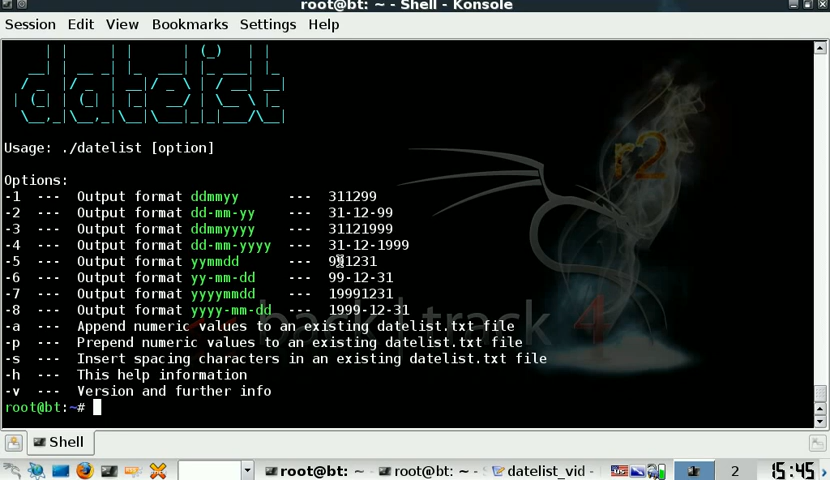 root@bt: ~ - Shell - Konsole
Session Edit View Bookmarks Settings Help
datelist
Usage: ./datelist [option]
Options:
-1 --- Output format ddmmyy --- 311299
-2 --- Output format dd-mm-yy --- 31-12-99
-3 --- Output format ddmmyyyy --- 31121999
-4 --- Output format dd-mm-yyyy --- 31-12-1999
-5 --- Output format yymmdd --- 991231
-6 --- Output format yy-mm-dd --- 99-12-31
-7 --- Output format yyyymmdd --- 19991231
-8 --- Output format yyyy-mm-dd --- 1999-12-31
-a --- Append numeric values to an existing datelist.txt file
-p --- Prepend numeric values to an existing datelist.txt file
-s --- Insert spacing characters in an existing datelist.txt file
-h --- This help information
-v --- Version and further info
root@bt:~#
r2
back | track 4
Shell
root@bt: ~ - root@bt: ~ - datelist_vid - 2 15:45